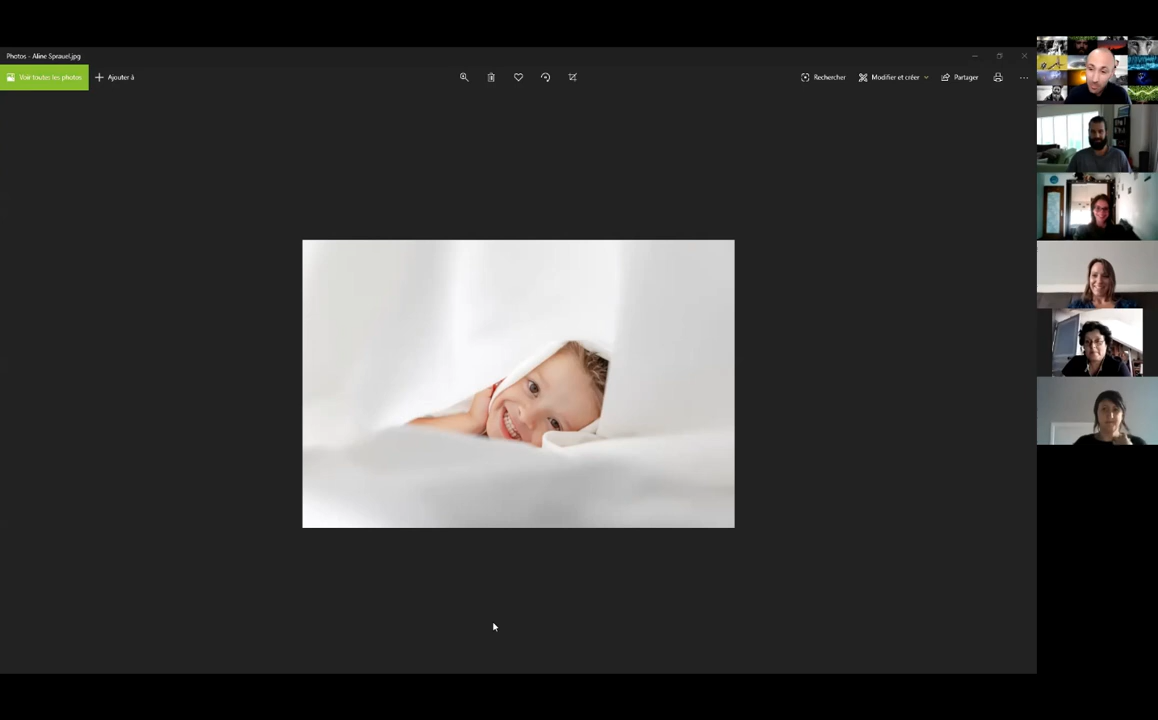 Photos - Aline Sprauel.jpg
Voir toutes les photos
Ajouter à
Rechercher
Modifier et créer
Partager